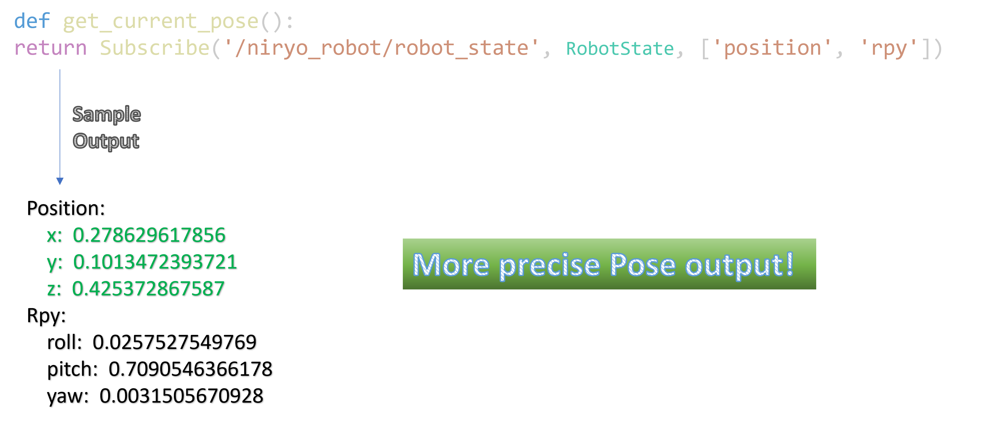 def get_current_pose():
return Subscribe('/niryo_robot/robot_state', RobotState, ['position', 'rpy'])
Sample
Output
Position:
x: 0.278629617856
y: 0.1013472393721
z: 0.425372867587
More precise Pose output!
Rpy:
roll: 0.0257527549769
pitch: 0.7090546366178
yaw: 0.0031505670928